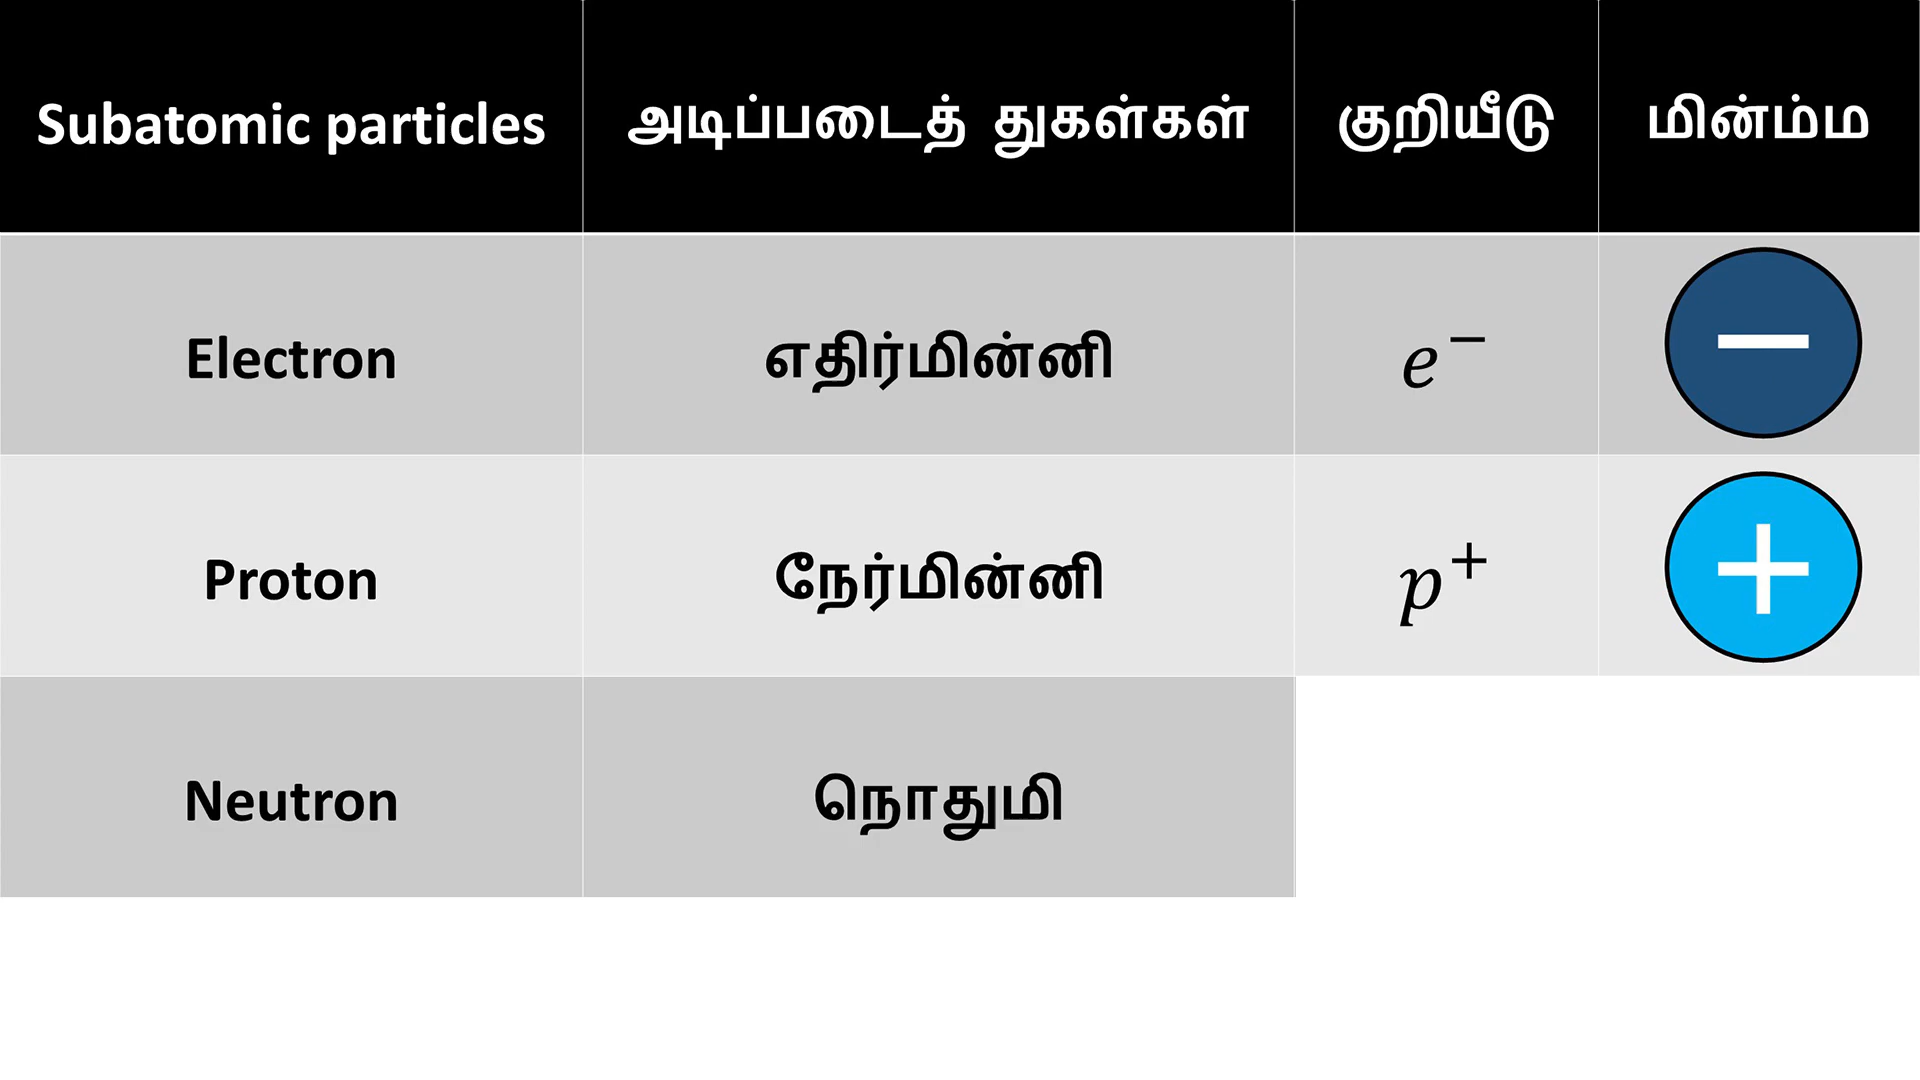 Subatomic particles அடிப்படைத் துகள்கள் குறியீடு மின்ம்ம
Electron எதிர்மின்னி e⁻ −
Proton நேர்மின்னி p⁺ +
Neutron நொதுமி